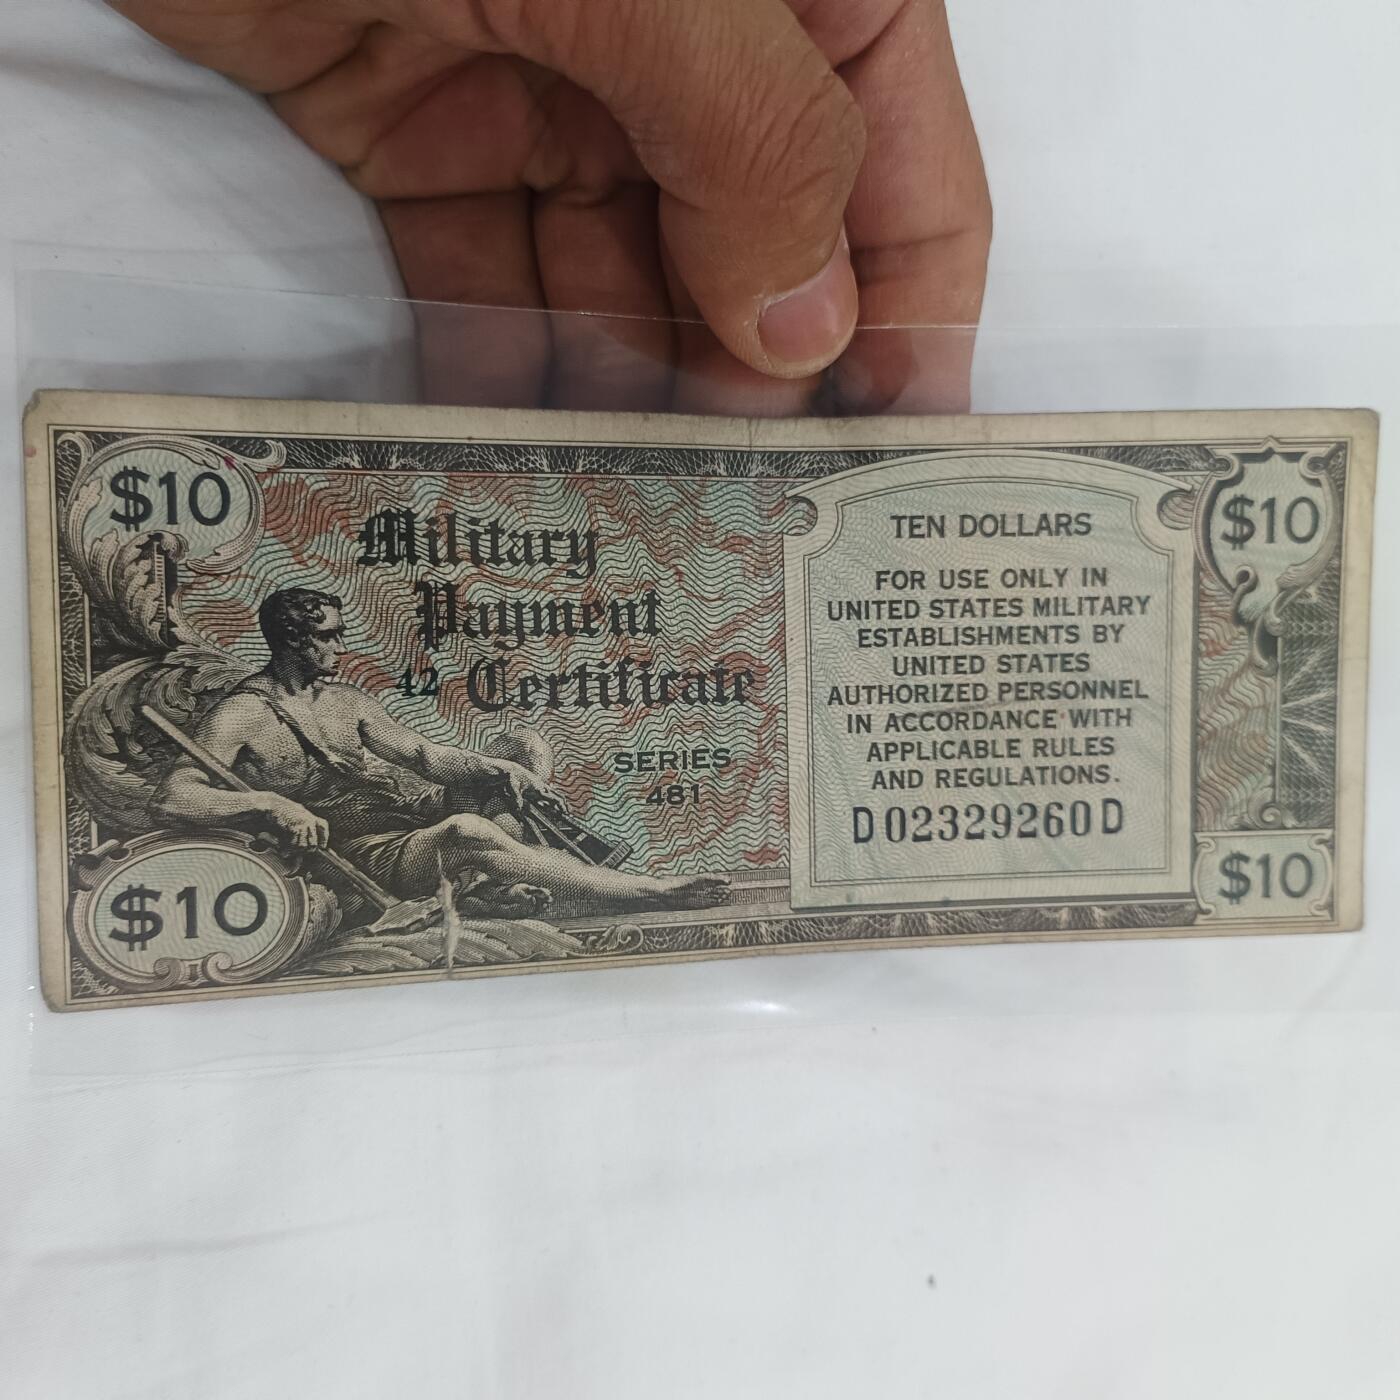 $10
Military
Payment
42 Certificate
SERIES
481
$10
TEN DOLLARS
FOR USE ONLY IN
UNITED STATES MILITARY
ESTABLISHMENTS BY
UNITED STATES
AUTHORIZED PERSONNEL
IN ACCORDANCE WITH
APPLICABLE RULES
AND REGULATIONS.
D02329260D
$10
$10